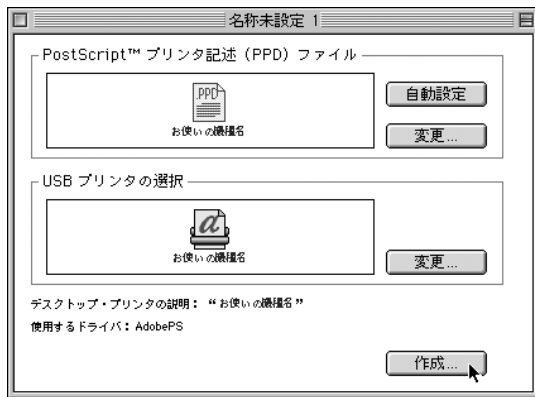 名称未設定 1
PostScript™ プリンタ記述（PPD）ファイル
.PPD
お使いの機種名
自動設定
変更...
USB プリンタの選択
a
お使いの機種名
変更...
デスクトップ・プリンタの説明： “お使いの機種名”
使用するドライバ： AdobePS
作成...